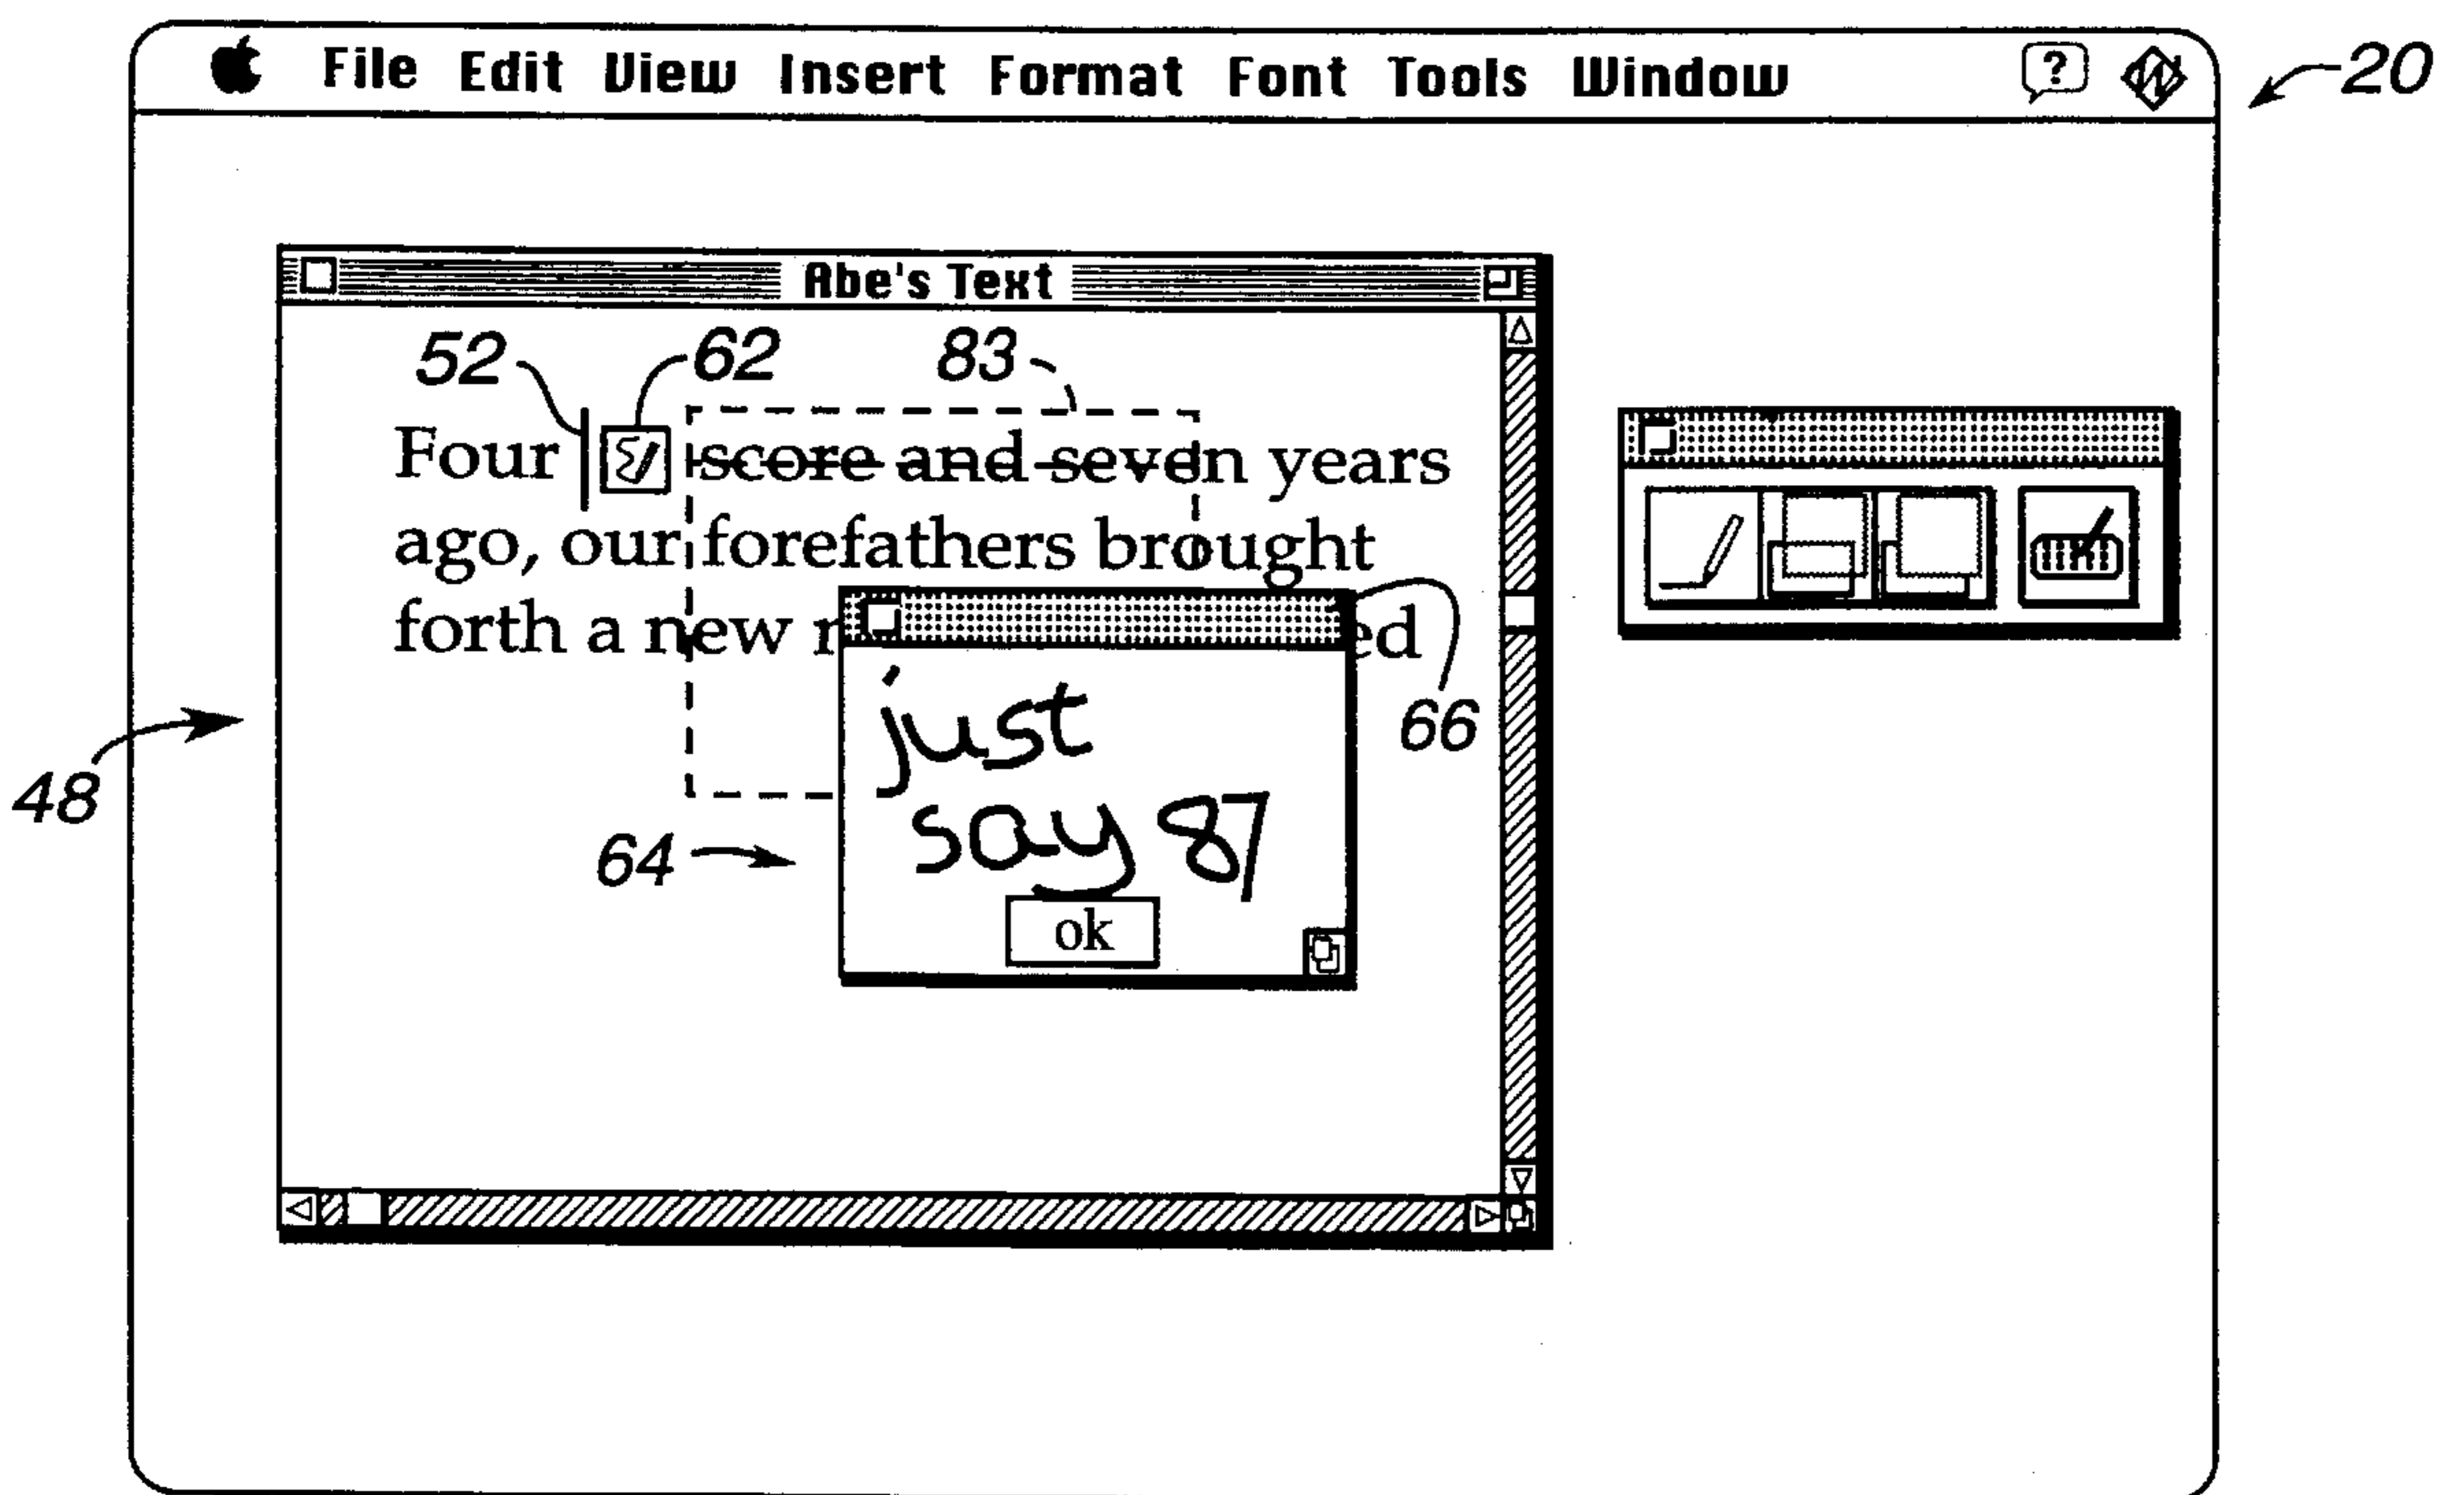 File Edit View Insert Format Font Tools Window ?
20
Abe's Text
52 62 83
Four score and seven years
ago, our forefathers brought
forth a new
66
just
say 87
ok
48
64